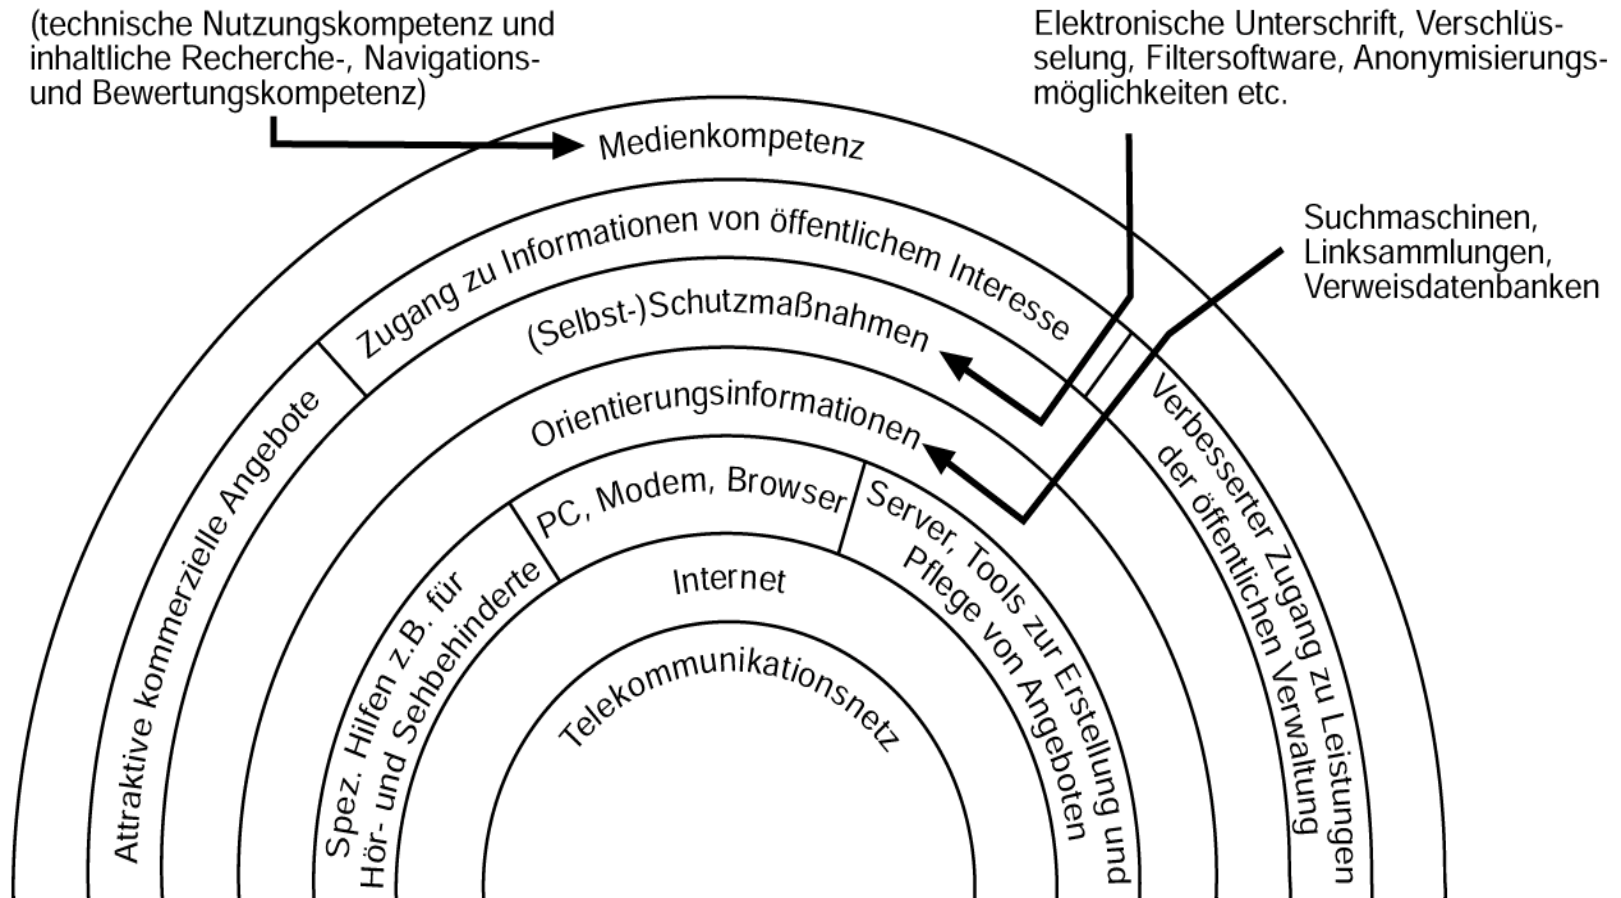 (technische Nutzungskompetenz und
inhaltliche Recherche-, Navigations-
und Bewertungskompetenz)
Elektronische Unterschrift, Verschlüs-
selung, Filtersoftware, Anonymisierungs-
möglichkeiten etc.
Suchmaschinen,
Linksammlungen,
Verweisdatenbanken
Medienkompetenz
Attraktive kommerzielle Angebote
Zugang zu Informationen von öffentlichem Interesse
Verbesserter Zugang zu Leistungen
der öffentlichen Verwaltung
(Selbst-)Schutzmaßnahmen
Orientierungsinformationen
Spez. Hilfen z.B. für
Hör- und Sehbehinderte
PC, Modem, Browser
Server, Tools zur Erstellung und
Pflege von Angeboten
Internet
Telekommunikationsnetz